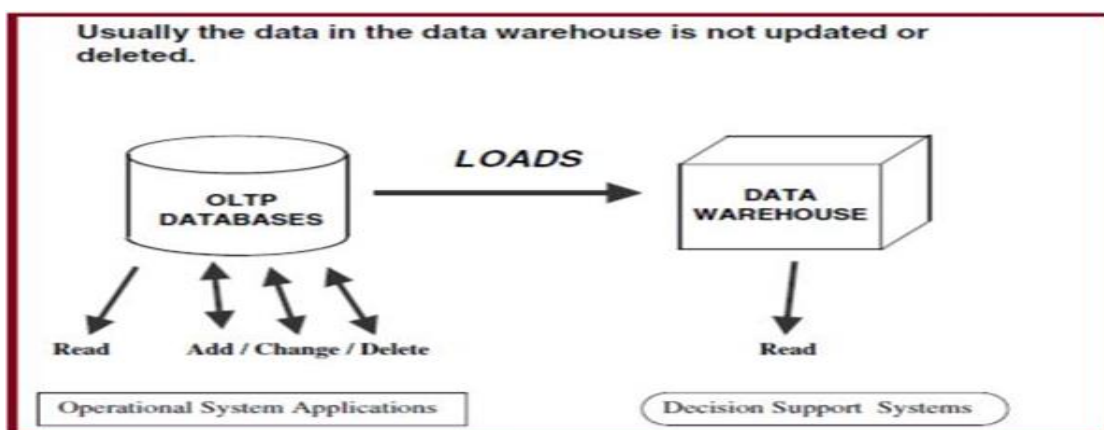 Usually the data in the data warehouse is not updated or
deleted.
LOADS
OLTP
DATABASES
DATA
WAREHOUSE
Read
Add / Change / Delete
Read
Operational System Applications
Decision Support Systems